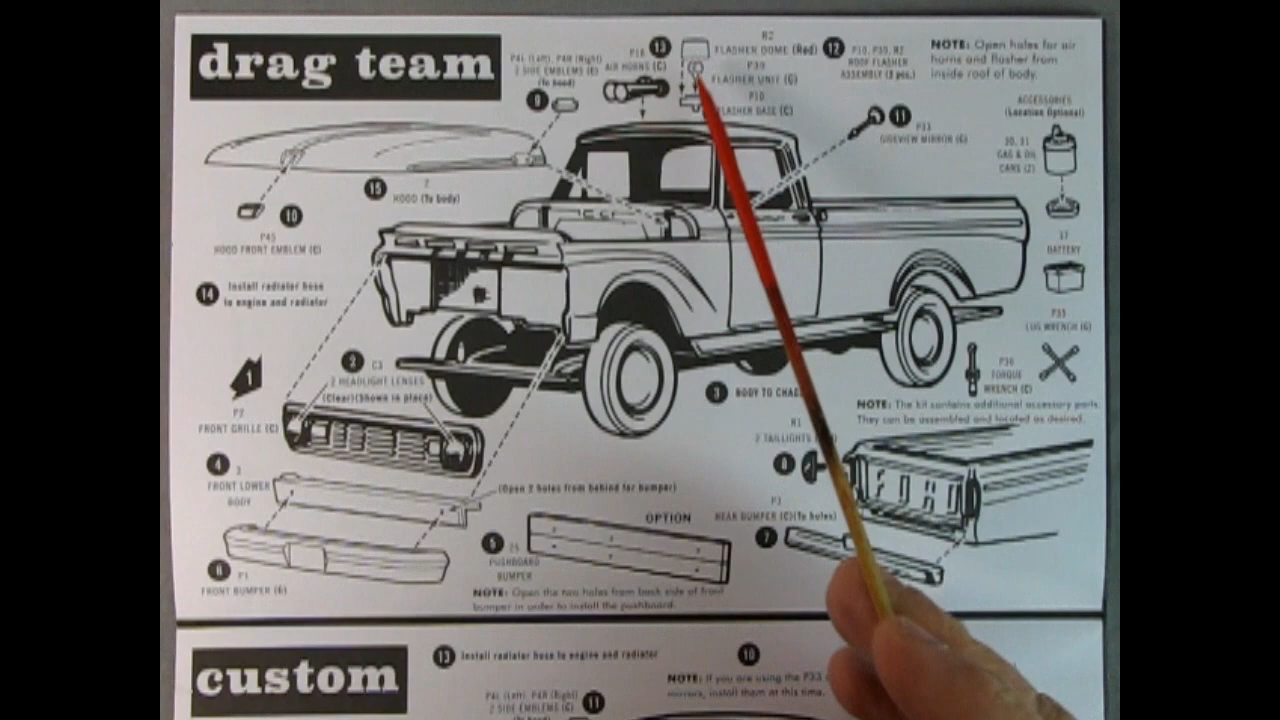 drag team
P4L (Left), P4R (Right)
2 SIDE EMBLEMS (C)
(To hood)
9
P18
AIR HORNS (C)
13
R2
FLASHER DOME (Red)
P39
FLASHER UNIT (C)
P10
FLASHER BASE (C)
12
P10, P39, R2
ROOF FLASHER
ASSEMBLY (3 pcs.)
NOTE: Open holes for air
horns and flasher from
inside roof of body.
ACCESSORIES
(Location Optional)
11
P33
SIDEVIEW MIRROR (C)
GAS & OIL
CANS (2)
15
HOOD (To body)
10
P45
HOOD FRONT EMBLEM (C)
37
BATTERY
14
Install radiator hose
to engine and radiator
P35
LUG WRENCH (C)
P36
TORQUE
WRENCH (C)
1
2
C3
2 HEADLIGHT LENSES
(Clear)(Shown in place)
3
BODY TO
P2
FRONT GRILLE (C)
NOTE: The kit contains additional accessory parts.
They can be assembled and located as desired.
R1
2 TAILLIGHTS
8
FORD
4
3
FRONT LOWER
BODY
(Open 2 holes from behind for bumper)
P3
REAR BUMPER (C)(To holes)
7
OPTION
5
PUSHBOARD
BUMPER
6
P1
FRONT BUMPER (C)
NOTE: Open the two holes from back side of front
bumper in order to install the pushboard.
custom
13
Install radiator hose to engine and radiator
10
NOTE: If you are using the P33
mirrors, install them at this time.
P4L (Left), P4R (Right)
2 SIDE EMBLEMS (C)
11